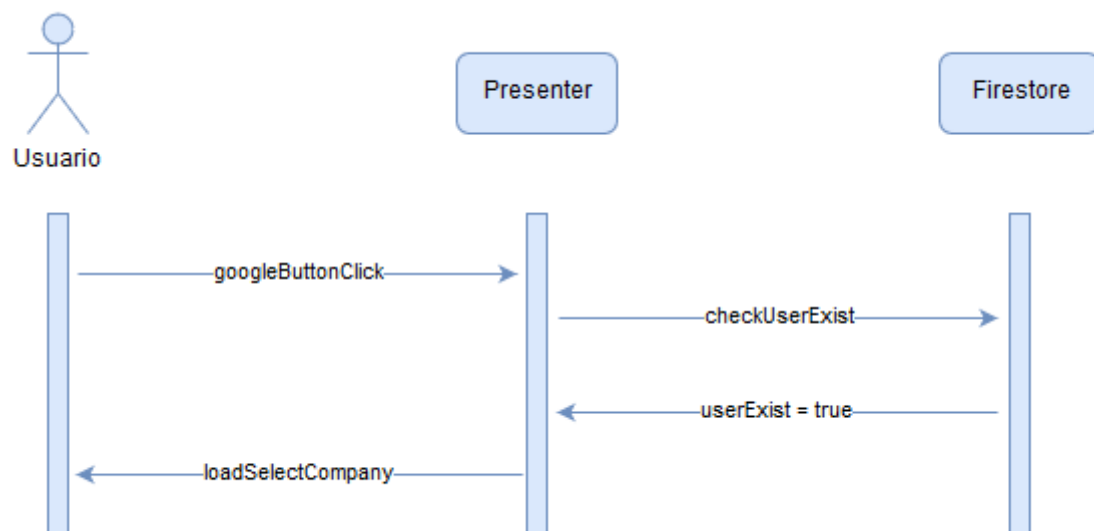 Usuario
Presenter
Firestore
googleButtonClick
checkUserExist
userExist = true
loadSelectCompany